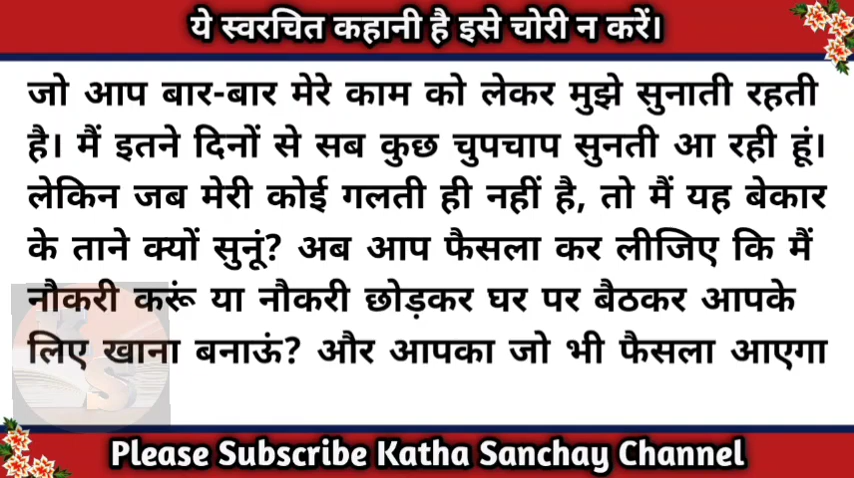 ये स्वरचित कहानी है इसे चोरी न करें।
जो आप बार-बार मेरे काम को लेकर मुझे सुनाती रहती
है। मैं इतने दिनों से सब कुछ चुपचाप सुनती आ रही हूं।
लेकिन जब मेरी कोई गलती ही नहीं है, तो मैं यह बेकार
के ताने क्यों सुनूं? अब आप फैसला कर लीजिए कि मैं
नौकरी करूं या नौकरी छोड़कर घर पर बैठकर आपके
लिए खाना बनाऊं? और आपका जो भी फैसला आएगा
Please Subscribe Katha Sanchay Channel